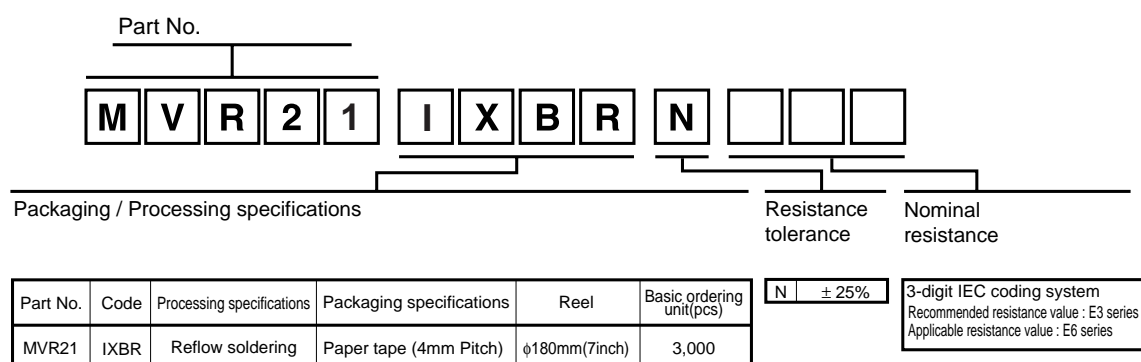 Part No.
M V R 2 1 I X B R N
Packaging / Processing specifications
Resistance tolerance
Nominal resistance
Part No. Code Processing specifications Packaging specifications Reel Basic ordering unit(pcs)
MVR21 IXBR Reflow soldering Paper tape (4mm Pitch) φ180mm(7inch) 3,000
N ± 25%
3-digit IEC coding system
Recommended resistance value : E3 series
Applicable resistance value : E6 series